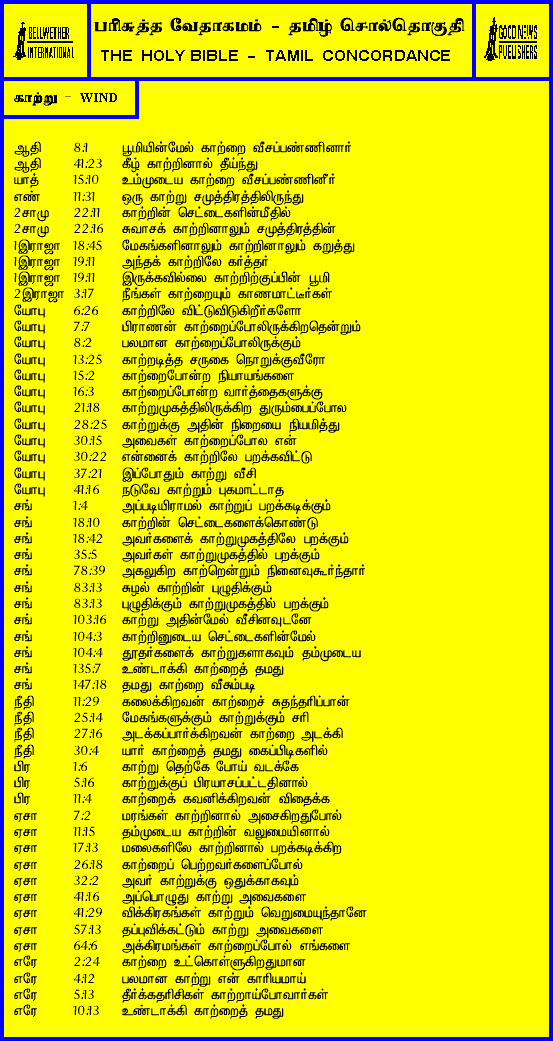 BELLWETHER
INTERNATIONAL
பரிசுத்த வேதாகமம் - தமிழ் சொல்தொகுதி
THE HOLY BIBLE - TAMIL CONCORDANCE
GOOD NEWS
PUBLISHERS
காற்று - WIND
ஆதி 8:1 பூமியின்மேல் காற்றை வீசப்பண்ணினார்
ஆதி 41:23 கீழ் காற்றினால் தீய்ந்து
யாத் 15:10 உம்முடைய காற்றை வீசப்பண்ணினீர்
எண் 11:31 ஒரு காற்று சமுத்திரத்திலிருந்து
2சாமு 22:11 காற்றின் செட்டைகளின்மீதில்
2சாமு 22:16 சுவாசக் காற்றினாலும் சமுத்திரத்தின்
1இராஜா 18:45 மேகங்களினாலும் காற்றினாலும் கறுத்து
1இராஜா 19:11 அந்தக் காற்றிலே கர்த்தர்
1இராஜா 19:11 இருக்கவில்லை காற்றிற்குப்பின் பூமி
2இராஜா 3:17 நீங்கள் காற்றையும் காணமாட்டீர்கள்
யோபு 6:26 காற்றிலே விட்டுவிடுகிறீர்களோ
யோபு 7:7 பிராணன் காற்றைப்போலிருக்கிறதென்றும்
யோபு 8:2 பலமான காற்றைப்போலிருக்கும்
யோபு 13:25 காற்றடித்த சருகை நொறுக்குவீரோ
யோபு 15:2 காற்றைபோன்ற நியாயங்களை
யோபு 16:3 காற்றைப்போன்ற வார்த்தைகளுக்கு
யோபு 21:18 காற்றுமுகத்திலிருக்கிற துரும்பைப்போல
யோபு 28:25 காற்றுக்கு அதின் நிறையை நியமித்து
யோபு 30:15 அவைகள் காற்றைப்போல என்
யோபு 30:22 என்னைக் காற்றிலே பறக்கவிட்டு
யோபு 37:21 இப்போதும் காற்று வீசி
யோபு 41:16 நடுவே காற்றும் புகமாட்டாத
சங் 1:4 அப்படியிராமல் காற்றுப் பறக்கடிக்கும்
சங் 18:10 காற்றின் செட்டைகளைக்கொண்டு
சங் 18:42 அவர்களைக் காற்றுமுகத்திலே பறக்கும்
சங் 35:5 அவர்கள் காற்றுமுகத்தில் பறக்கும்
சங் 78:39 அகலுகிற காற்றென்றும் நினைவுகூர்ந்தார்
சங் 83:13 சுழல் காற்றின் புழுதிக்கும்
சங் 83:13 புழுதிக்கும் காற்றுமுகத்தில் பறக்கும்
சங் 103:16 காற்று அதின்மேல் வீசினவுடனே
சங் 104:3 காற்றினுடைய செட்டைகளின்மேல்
சங் 104:4 தூதர்களைக் காற்றுகளாகவும் தம்முடைய
சங் 135:7 உண்டாக்கி காற்றைத் தமது
சங் 147:18 தமது காற்றை வீசும்படி
நீதி 11:29 கலைக்கிறவன் காற்றைச் சுதந்தரிப்பான்
நீதி 25:14 மேகங்களுக்கும் காற்றுக்கும் சரி
நீதி 27:16 அடக்கப்பார்க்கிறவன் காற்றை அடக்கி
நீதி 30:4 யார் காற்றைத் தமது கைப்பிடிகளில்
பிர 1:6 காற்று தெற்கே போய் வடக்கே
பிர 5:16 காற்றுக்குப் பிரயாசப்பட்டதினால்
பிர 11:4 காற்றைக் கவனிக்கிறவன் விதைக்க
ஏசா 7:2 மரங்கள் காற்றினால் அசைகிறதுபோல்
ஏசா 11:15 தம்முடைய காற்றின் வலுமையினால்
ஏசா 17:13 மலைகளிலே காற்றினால் பறக்கடிக்கிற
ஏசா 26:18 காற்றைப் பெற்றவர்களைப்போல்
ஏசா 32:2 அவர் காற்றுக்கு ஒதுக்காகவும்
ஏசா 41:16 அப்பொழுது காற்று அவைகளை
ஏசா 41:29 விக்கிரகங்கள் காற்றும் வெறுமையுந்தானே
ஏசா 57:13 தப்புவிக்கட்டும் காற்று அவைகளை
ஏசா 64:6 அக்கிரமங்கள் காற்றைப்போல் எங்களை
எரே 2:24 காற்றை உட்கொள்ளுகிறதுமான
எரே 4:12 பலமான காற்று என் காரியமாய்
எரே 5:13 தீர்க்கதரிசிகள் காற்றாய்போவார்கள்
எரே 10:13 உண்டாக்கி காற்றைத் தமது